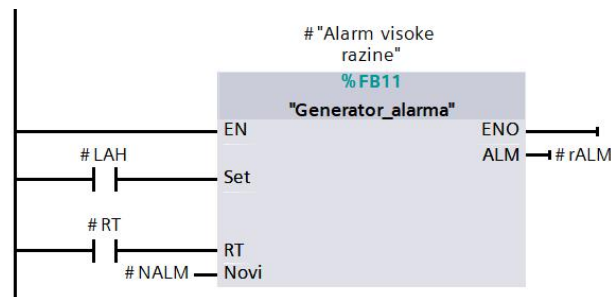 #"Alarm visoke
razine"
%FB11
"Generator_alarma"
EN ENO
ALM #rALM
#LAH
Set
#RT
RT
#NALM Novi